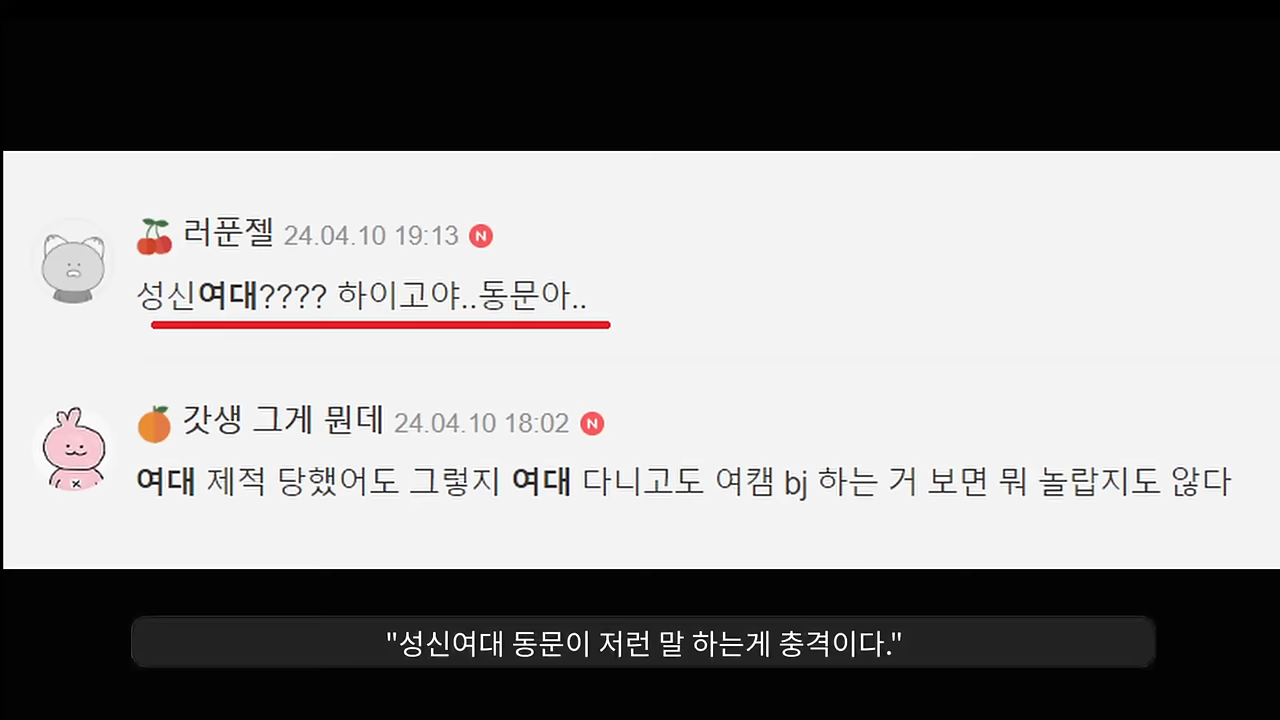 러푼젤 24.04.10 19:13 N
성신여대???? 하이고야..동문아..
갓생 그게 뭔데 24.04.10 18:02 N
여대 제적 당했어도 그렇지 여대 다니고도 여캠 bj 하는 거 보면 뭐 놀랍지도 않다
"성신여대 동문이 저런 말 하는게 충격이다."